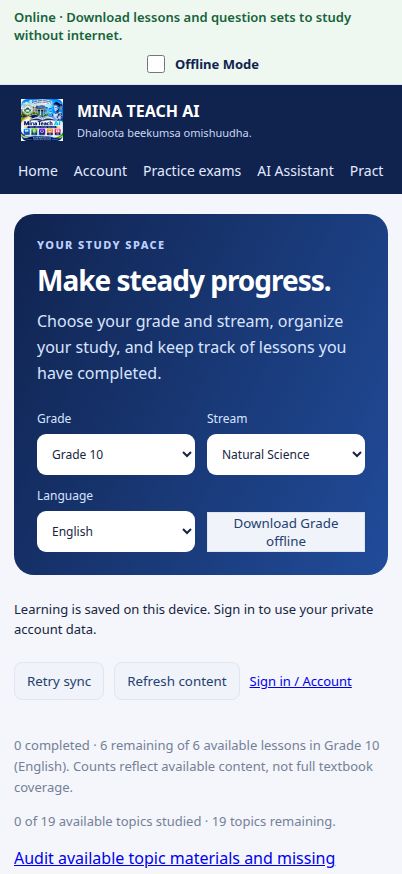 Online · Download lessons and question sets to study
without internet.
Offline Mode
MINA TEACH AI
Dhaloota beekumsa omishuudha.
Home Account Practice exams AI Assistant Pract
YOUR STUDY SPACE
Make steady progress.
Choose your grade and stream, organize
your study, and keep track of lessons you
have completed.
Grade Stream
Grade 10 Natural Science
Language
English Download Grade
offline
Learning is saved on this device. Sign in to use your private
account data.
Retry sync Refresh content Sign in / Account
0 completed · 6 remaining of 6 available lessons in Grade 10
(English). Counts reflect available content, not full textbook
coverage.
0 of 19 available topics studied · 19 topics remaining.
Audit available topic materials and missing